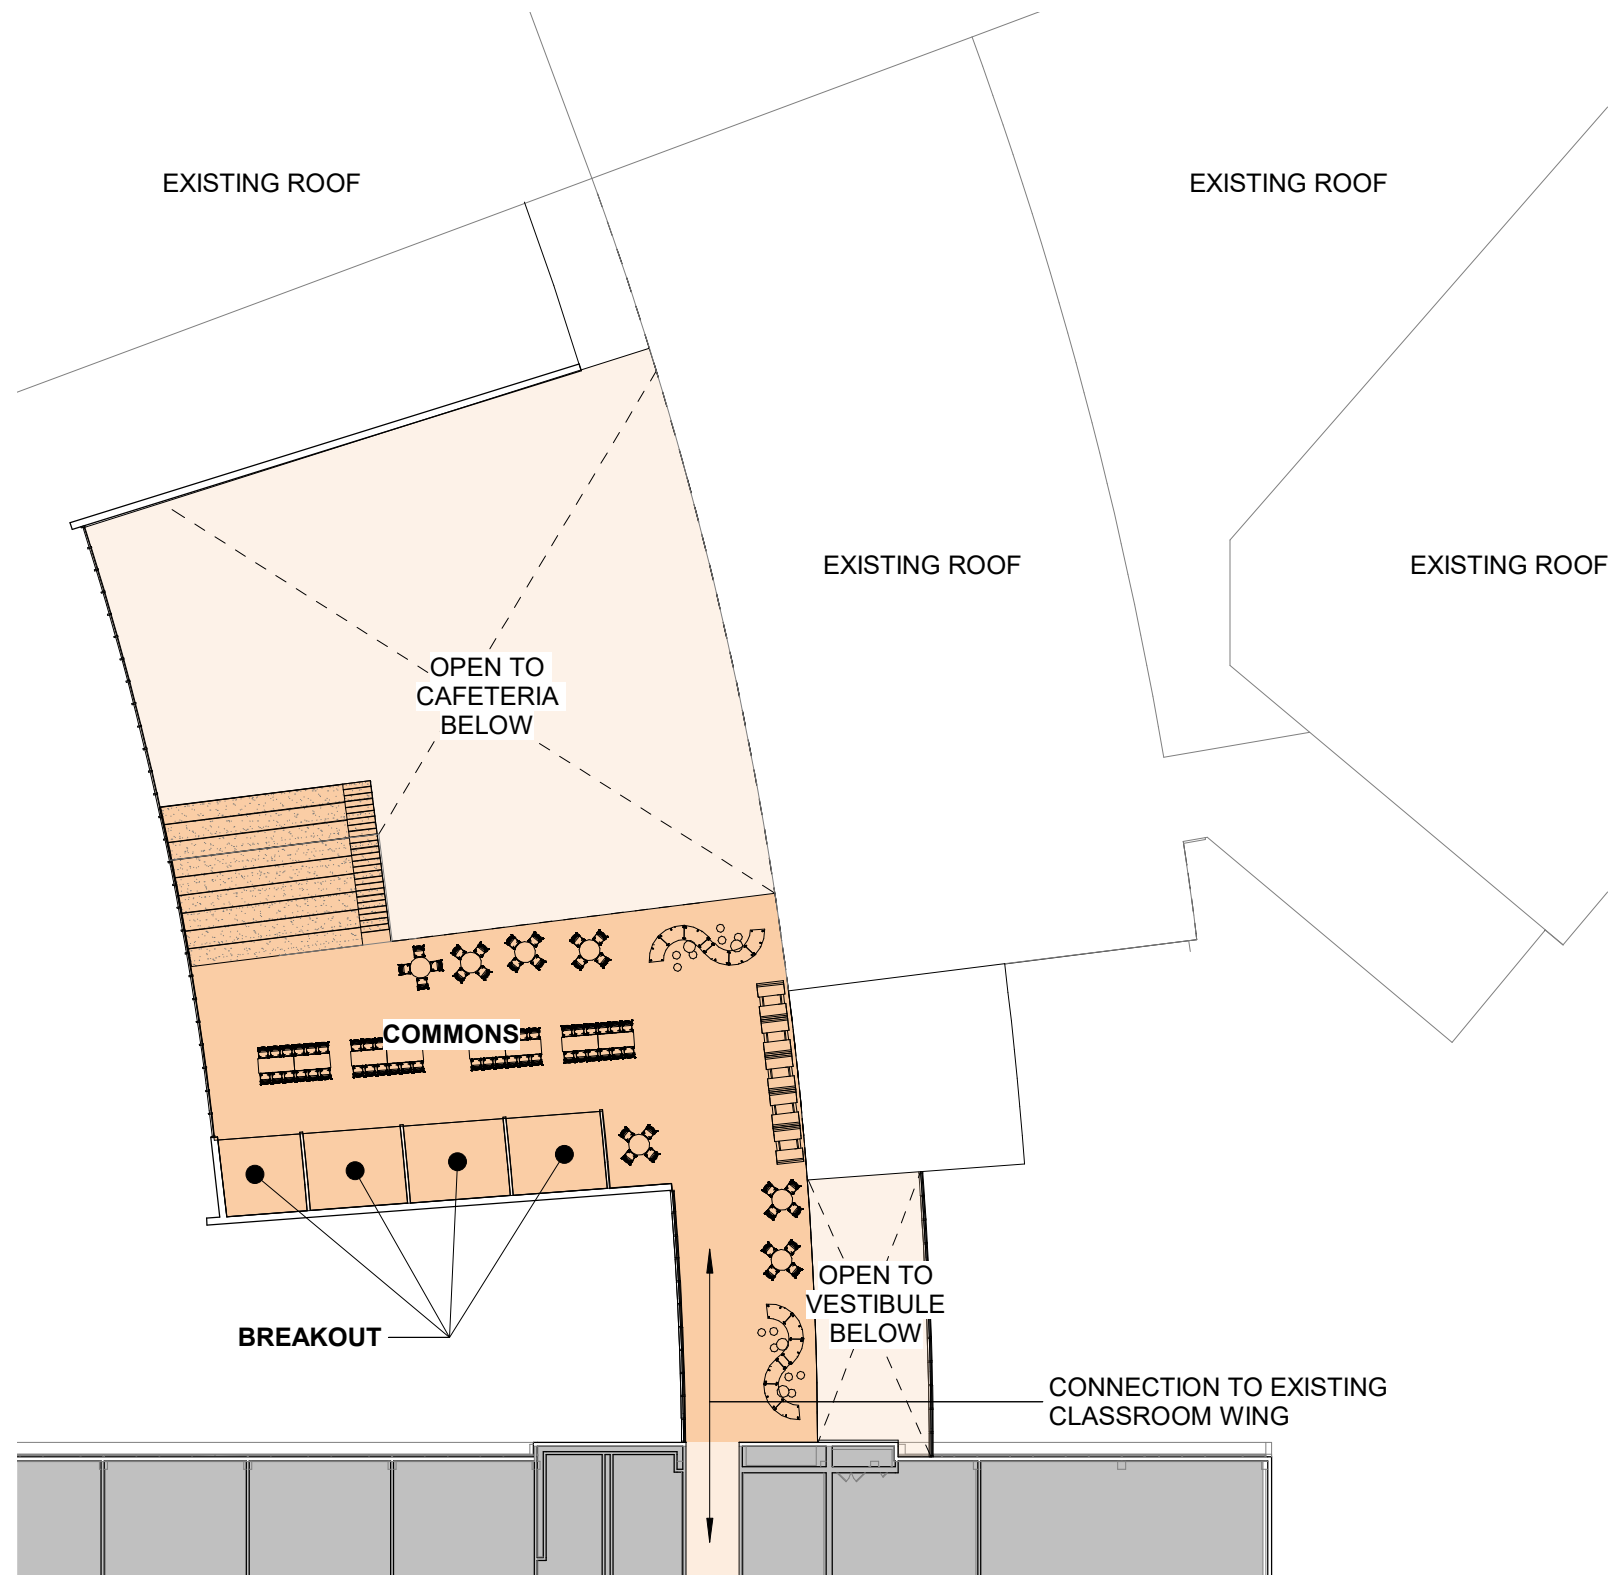 EXISTING ROOF
EXISTING ROOF
EXISTING ROOF
EXISTING ROOF
OPEN TO
CAFETERIA
BELOW
COMMONS
OPEN TO
VESTIBULE
BELOW
BREAKOUT
CONNECTION TO EXISTING
CLASSROOM WING